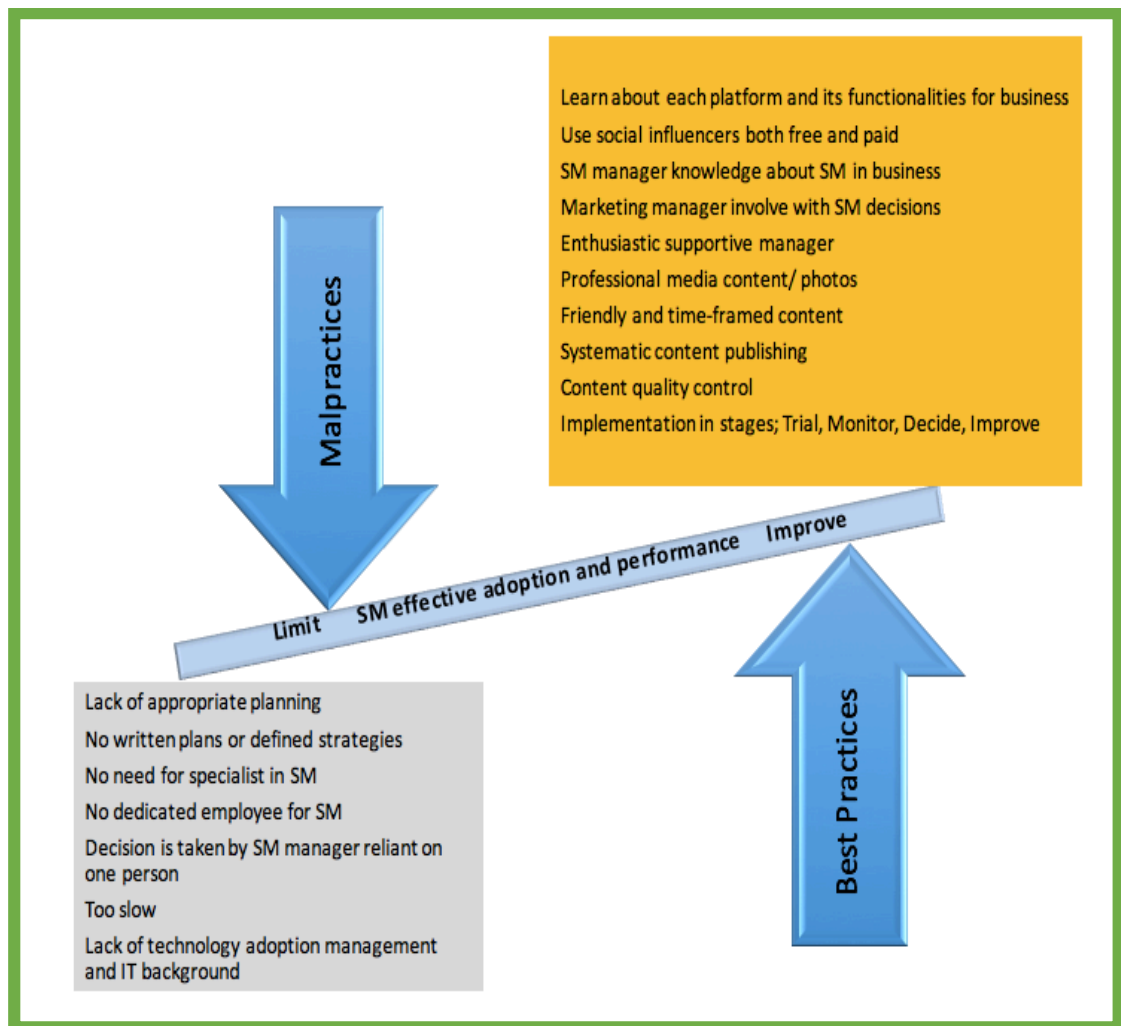 Learn about each platform and its functionalities for business
Use social influencers both free and paid
SM manager knowledge about SM in business
Marketing manager involve with SM decisions
Enthusiastic supportive manager
Professional media content/ photos
Friendly and time-framed content
Systematic content publishing
Content quality control
Implementation in stages; Trial, Monitor, Decide, Improve
Malpractices
Limit SM effective adoption and performance Improve
Lack of appropriate planning
No written plans or defined strategies
No need for specialist in SM
No dedicated employee for SM
Decision is taken by SM manager reliant on
one person
Too slow
Lack of technology adoption management
and IT background
Best Practices